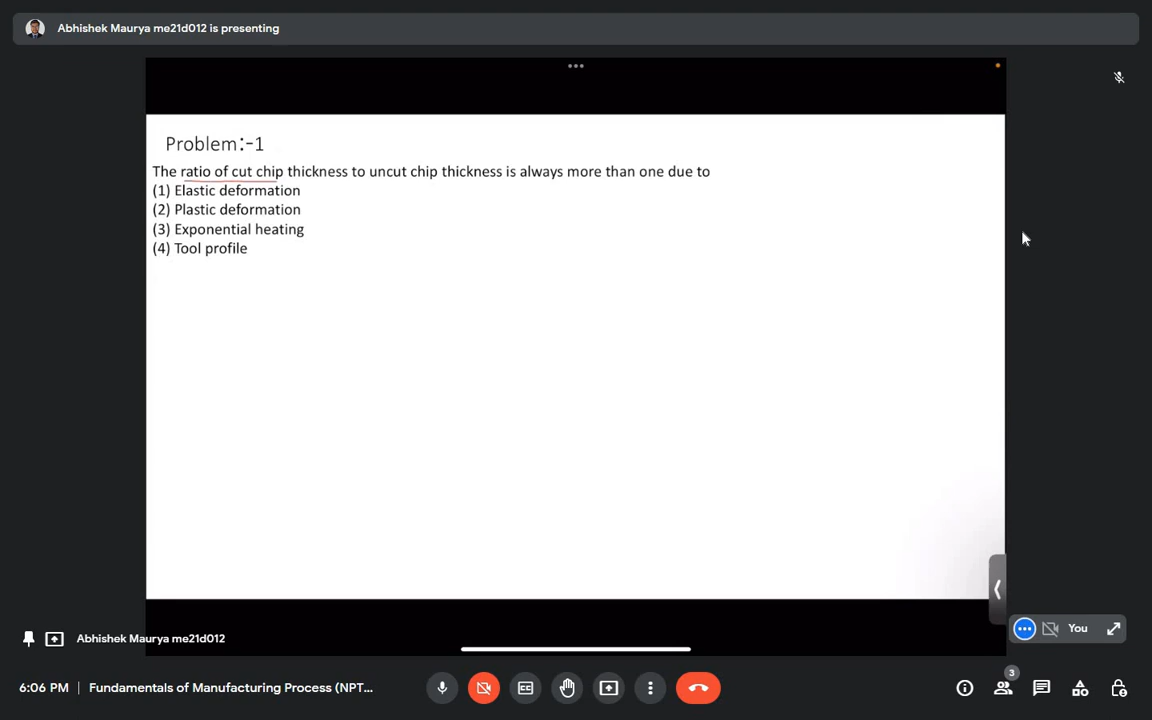 Abhishek Maurya me21d012 is presenting
Problem:-1
The ratio of cut chip thickness to uncut chip thickness is always more than one due to
(1) Elastic deformation
(2) Plastic deformation
(3) Exponential heating
(4) Tool profile
You
Abhishek Maurya me21d012
3
6:06 PM | Fundamentals of Manufacturing Process (NPT...